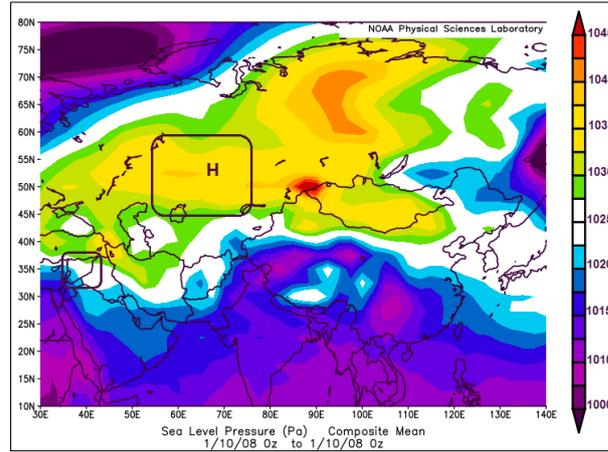 NOAA Physical Sciences Laboratory
80N
75N
70N
65N
60N
55N
50N
45N
40N
35N
30N
25N
20N
15N
10N
H
30E 40E 50E 60E 70E 80E 90E 100E 110E 120E 130E 140E
1030
1020
1015
1010
1000
Sea Level Pressure (Pa) Composite Mean
1/10/08 0z to 1/10/08 0z